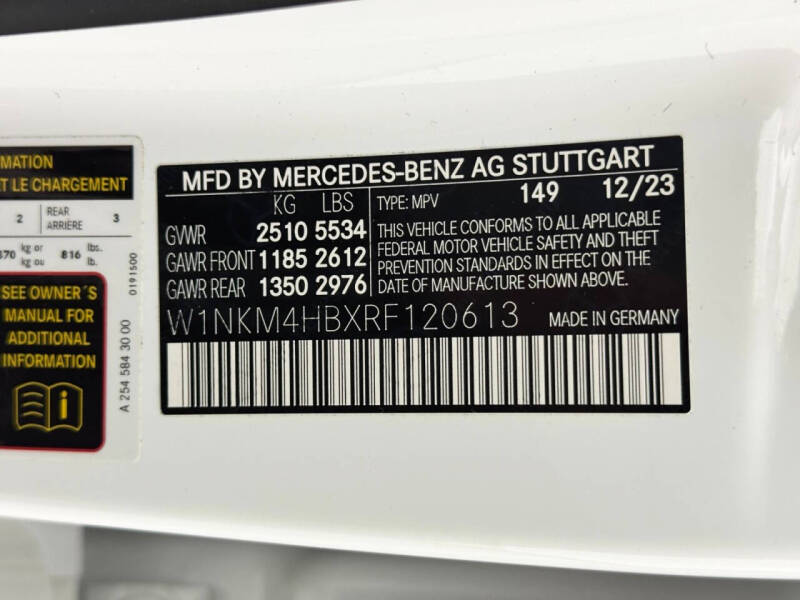 MATION
ET LE CHARGEMENT
2 REAR ARRIÈRE 3
370 kg or kg ou 816 lbs. lb.
SEE OWNER'S
MANUAL FOR
ADDITIONAL
INFORMATION
i
0191500
A 254 584 30 00
MFD BY MERCEDES-BENZ AG STUTTGART
KG LBS
GVWR 2510 5534
GAWR FRONT 1185 2612
GAWR REAR 1350 2976
TYPE: MPV 149 12/23
THIS VEHICLE CONFORMS TO ALL APPLICABLE
FEDERAL MOTOR VEHICLE SAFETY AND THEFT
PREVENTION STANDARDS IN EFFECT ON THE
DATE OF MANUFACTURE SHOWN ABOVE.
W1NKM4HBXRF120613 MADE IN GERMANY